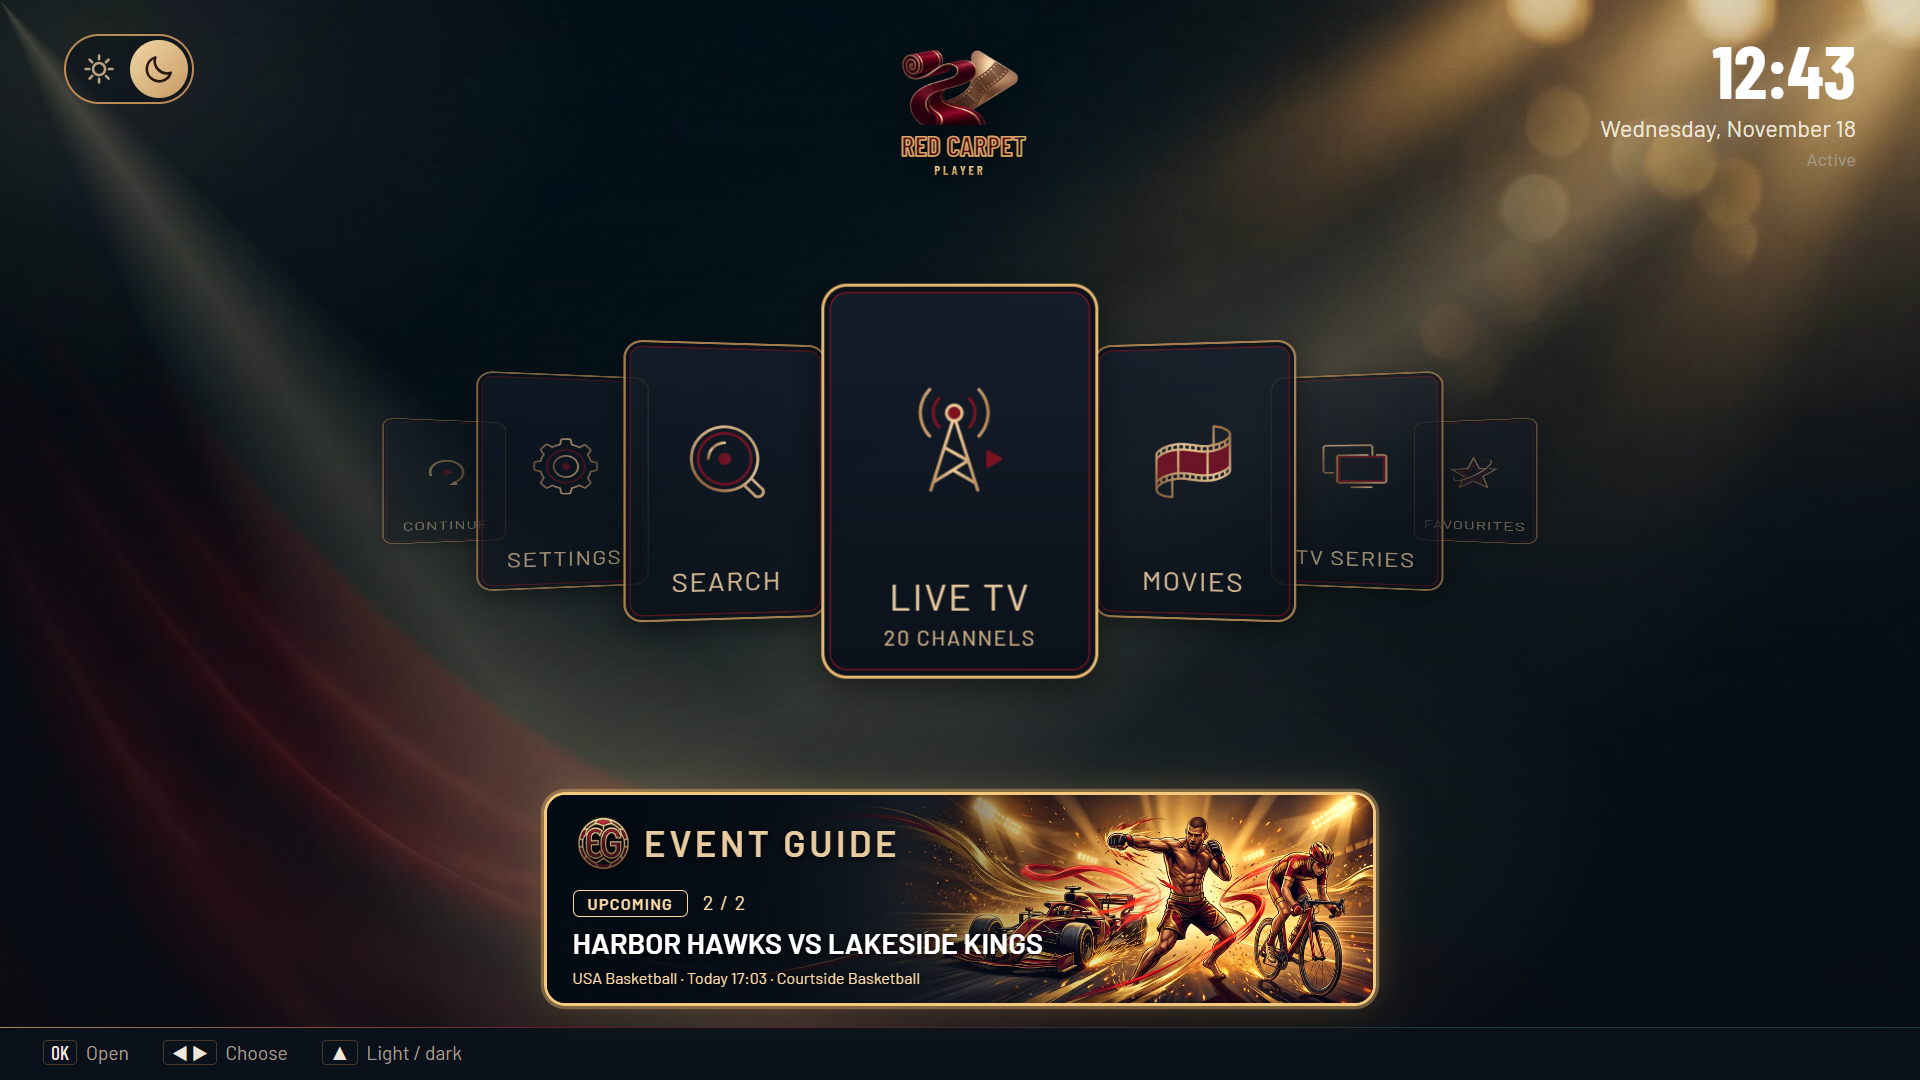 RED CARPET
PLAYER
12:43
Wednesday, November 18
Active
CONTINUE
SETTINGS
SEARCH
LIVE TV
20 CHANNELS
MOVIES
TV SERIES
FAVOURITES
EG EVENT GUIDE
UPCOMING 2 / 2
HARBOR HAWKS VS LAKESIDE KINGS
USA Basketball · Today 17:03 · Courtside Basketball
OK Open ◀ ▶ Choose ▲ Light / dark